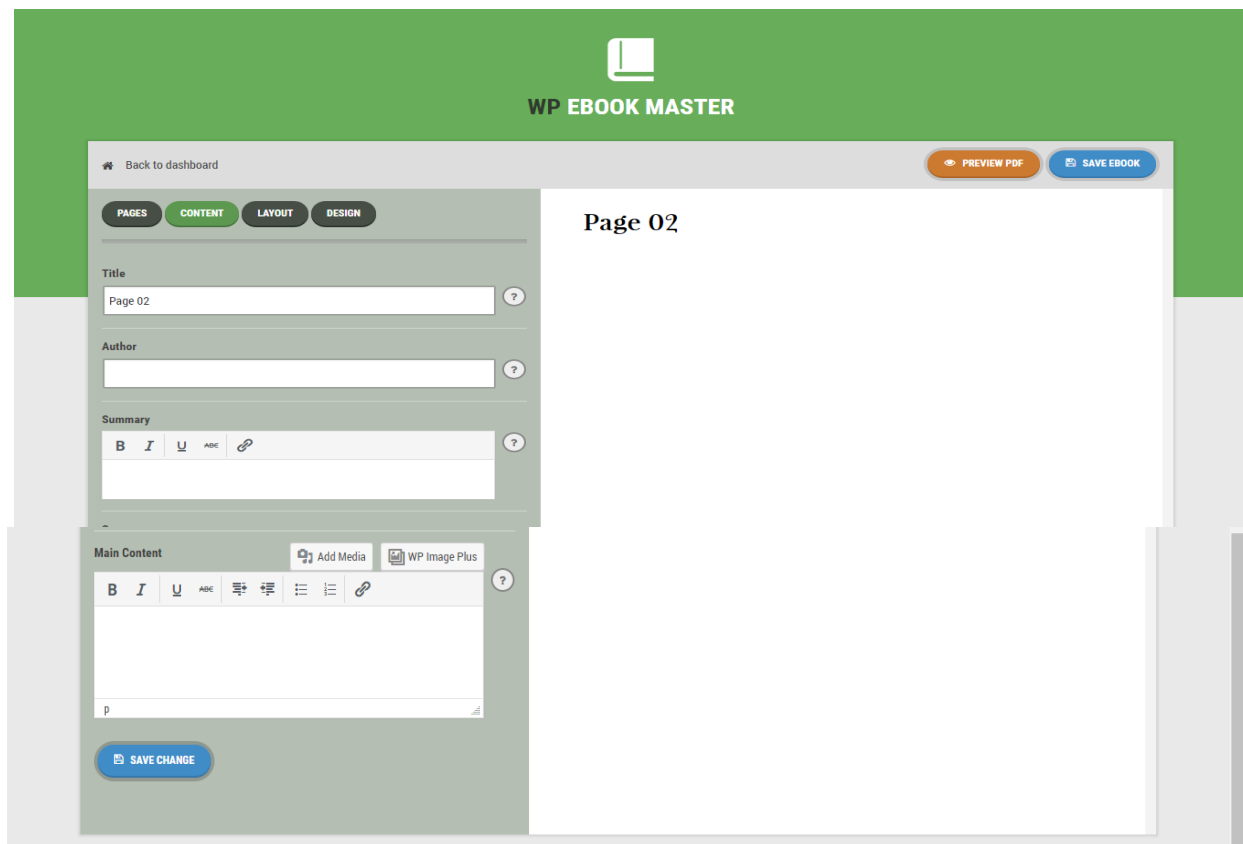 WP EBOOK MASTER
Back to dashboard
PREVIEW PDF
SAVE EBOOK
PAGES
CONTENT
LAYOUT
DESIGN
Page 02
Title
Page 02
?
Author
?
Summary
B I U ABC
?
Main Content
Add Media
WP Image Plus
B I U ABC
?
p
SAVE CHANGE